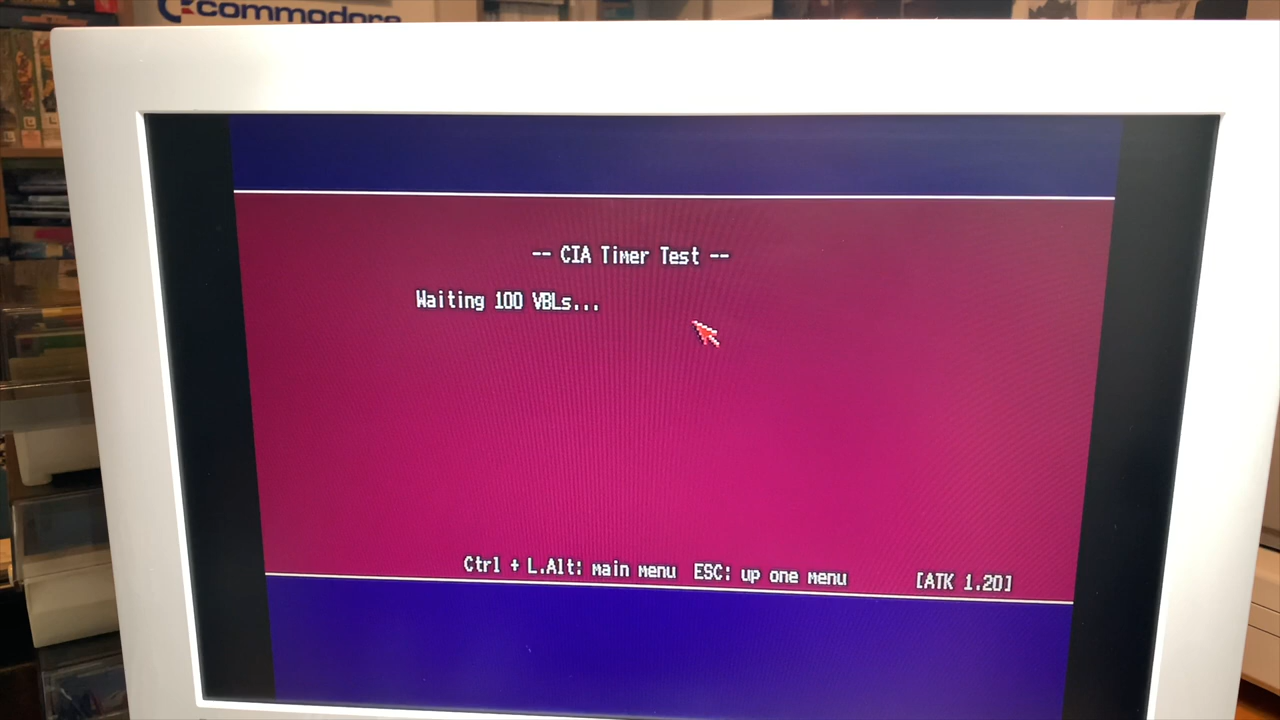 commodore
-- CIA Timer Test --
Waiting 100 VBLs...
Ctrl + L.Alt: main menu ESC: up one menu [ATK 1.20]